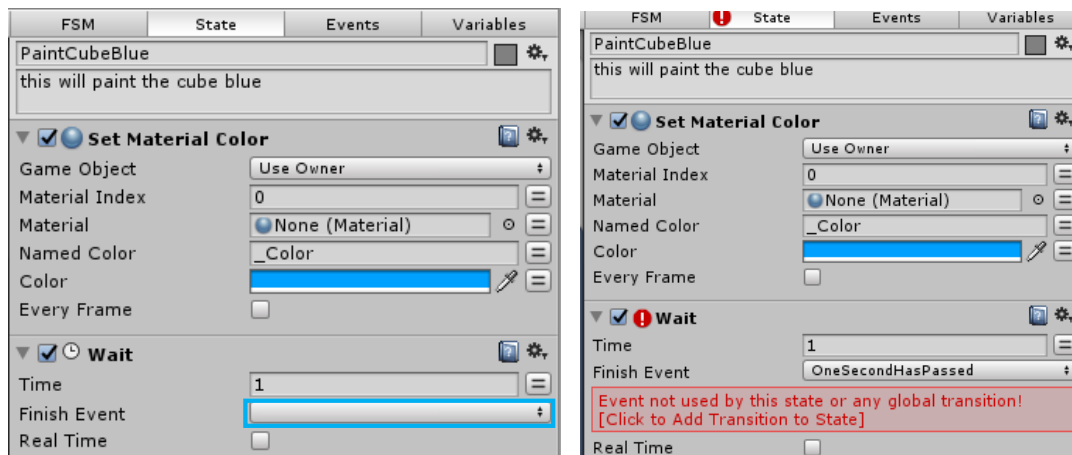 FSM State Events Variables
PaintCubeBlue
this will paint the cube blue
Set Material Color
Game Object Use Owner
Material Index 0
Material None (Material)
Named Color _Color
Color
Every Frame
Wait
Time 1
Finish Event
Real Time
FSM State Events Variables
PaintCubeBlue
this will paint the cube blue
Set Material Color
Game Object Use Owner
Material Index 0
Material None (Material)
Named Color _Color
Color
Every Frame
Wait
Time 1
Finish Event OneSecondHasPassed
Event not used by this state or any global transition!
[Click to Add Transition to State]
Real Time